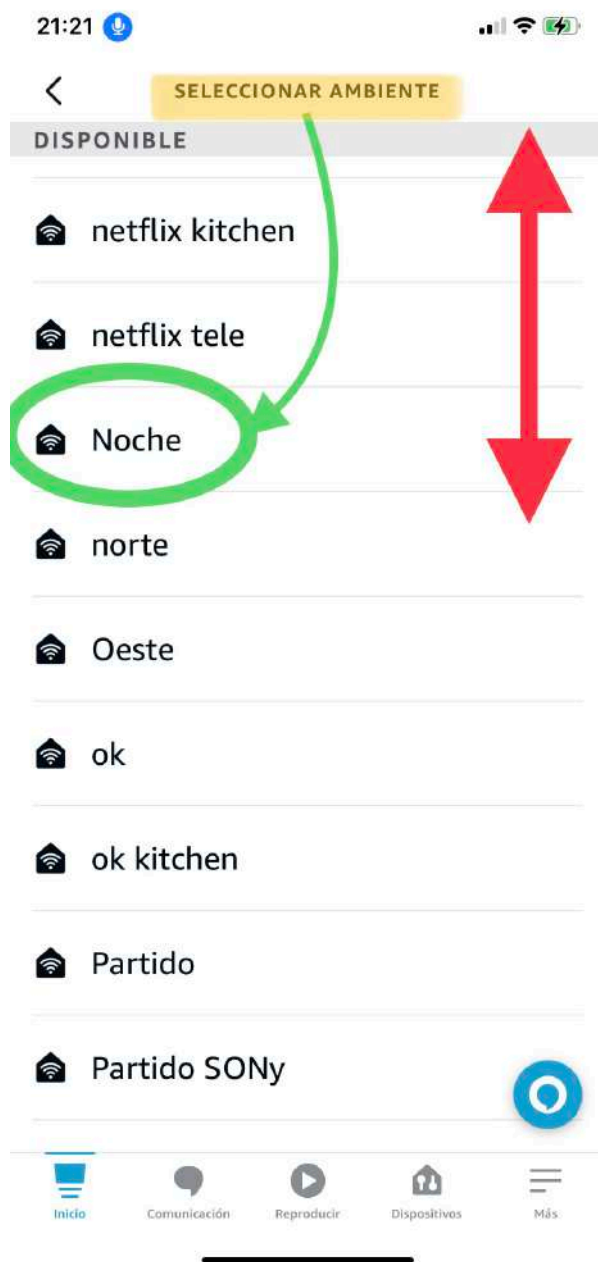 21:21
SELECCIONAR AMBIENTE
DISPONIBLE
netflix kitchen
netflix tele
Noche
norte
Oeste
ok
ok kitchen
Partido
Partido SONy
Inicio Comunicación Reproducir Dispositivos Más